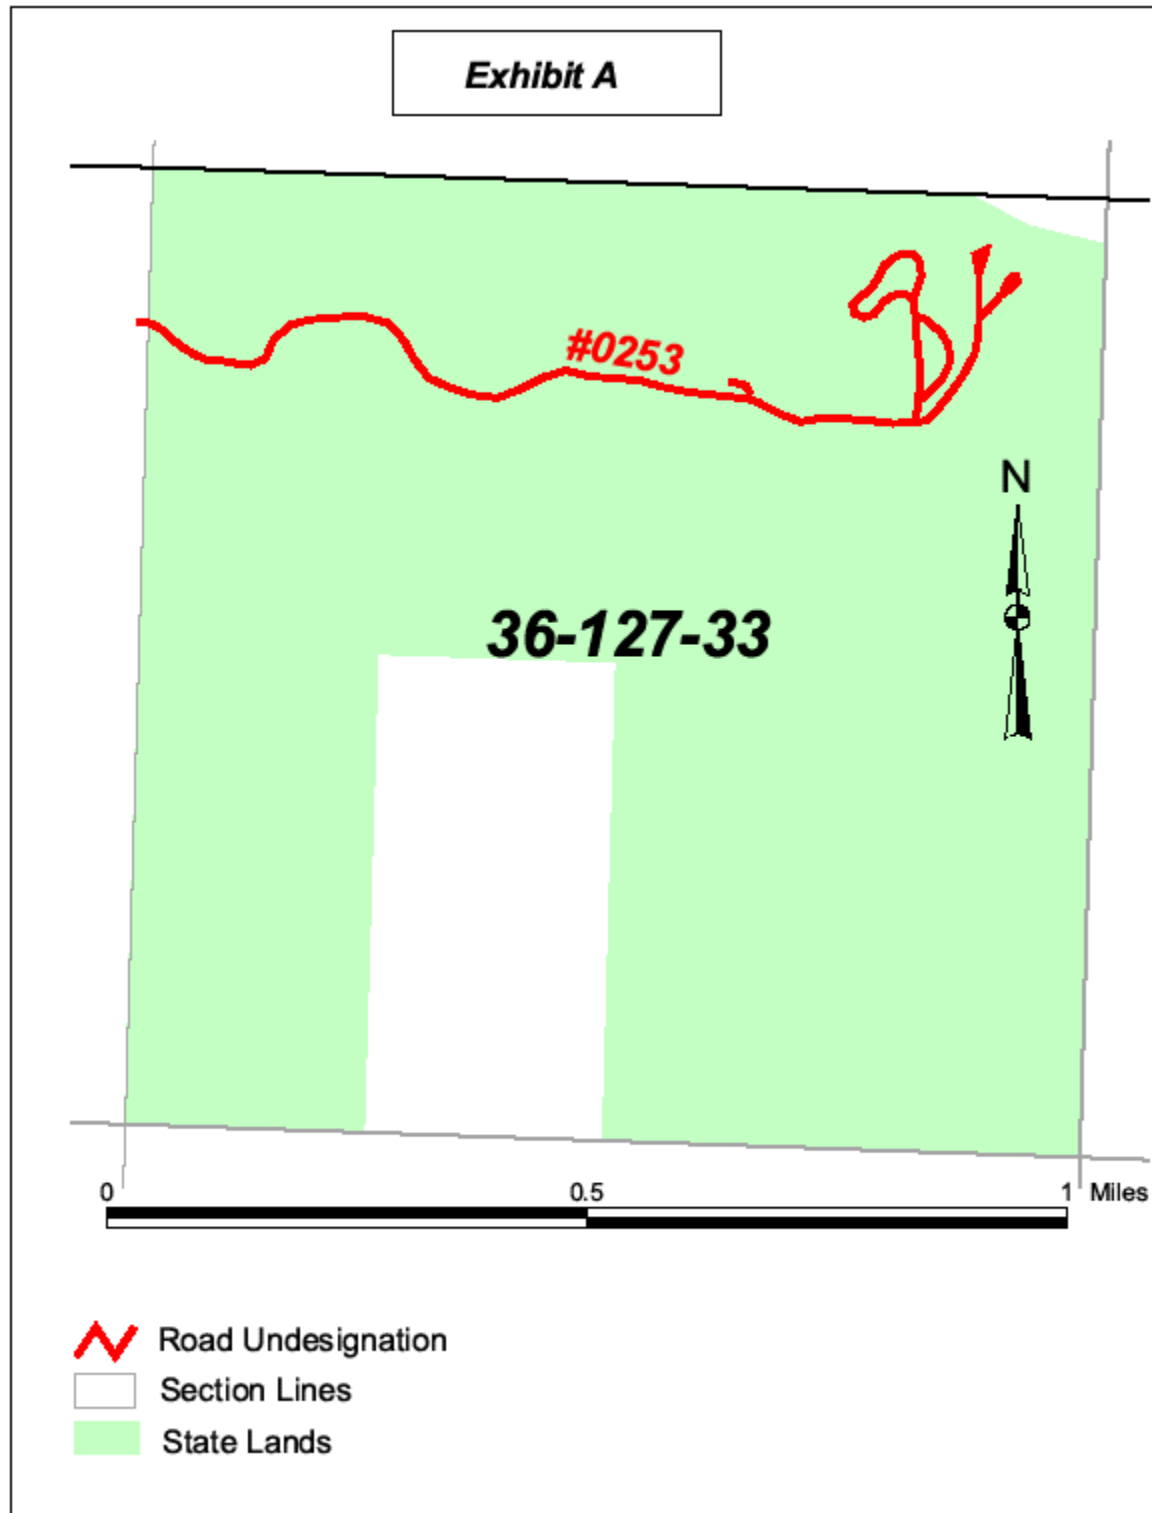 Exhibit A
#0253
N
36-127-33
0 0.5 1 Miles
Road Undesignation
Section Lines
State Lands